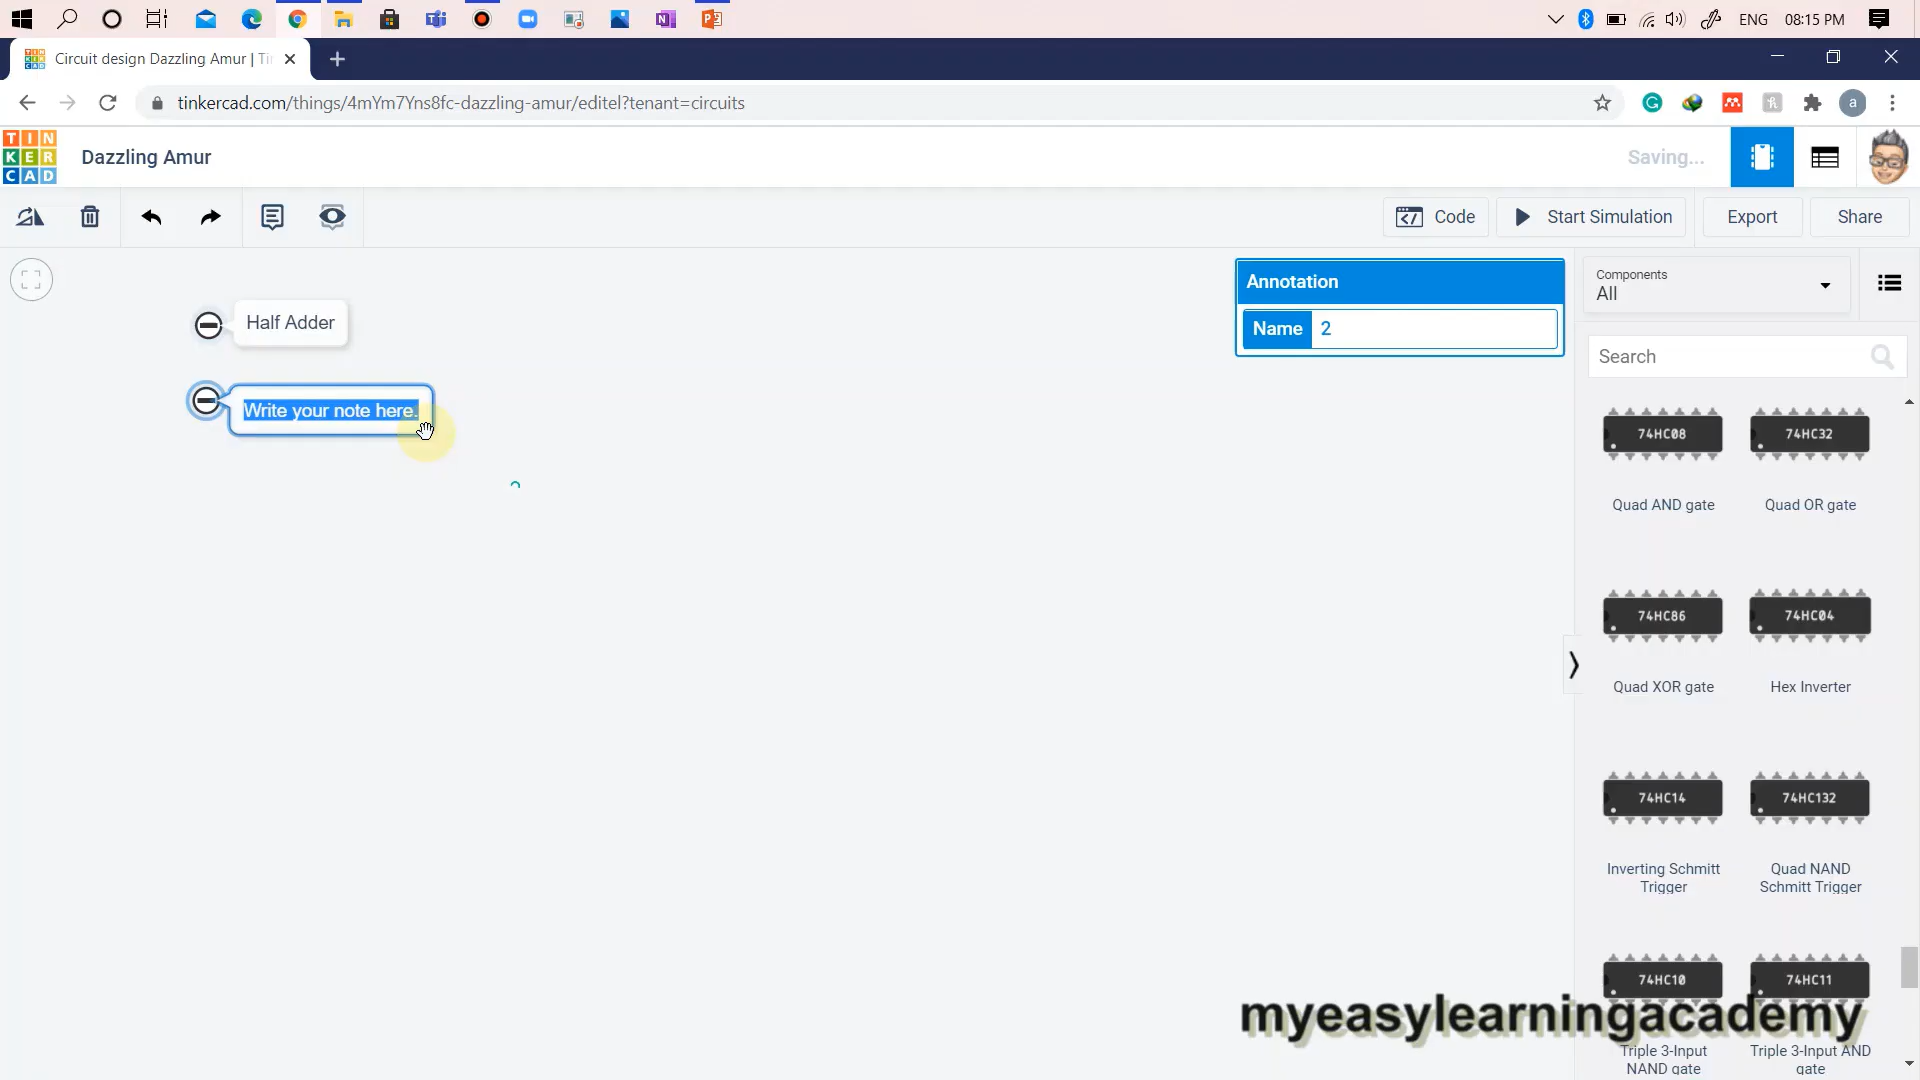 ENG 08:15 PM
Circuit design Dazzling Amur | Ti
tinkercad.com/things/4mYm7Yns8fc-dazzling-amur/editel?tenant=circuits
a
TIN
KER
CAD
Dazzling Amur
Saving...
Code
Start Simulation
Export
Share
Half Adder
Write your note here.
Annotation
Name 2
Components
All
Search
74HC08
74HC32
Quad AND gate
Quad OR gate
74HC86
74HC04
Quad XOR gate
Hex Inverter
74HC14
74HC132
Inverting Schmitt
Trigger
Quad NAND
Schmitt Trigger
74HC10
74HC11
myeasylearningacademy
Triple 3-Input
NAND gate
Triple 3-Input AND
gate